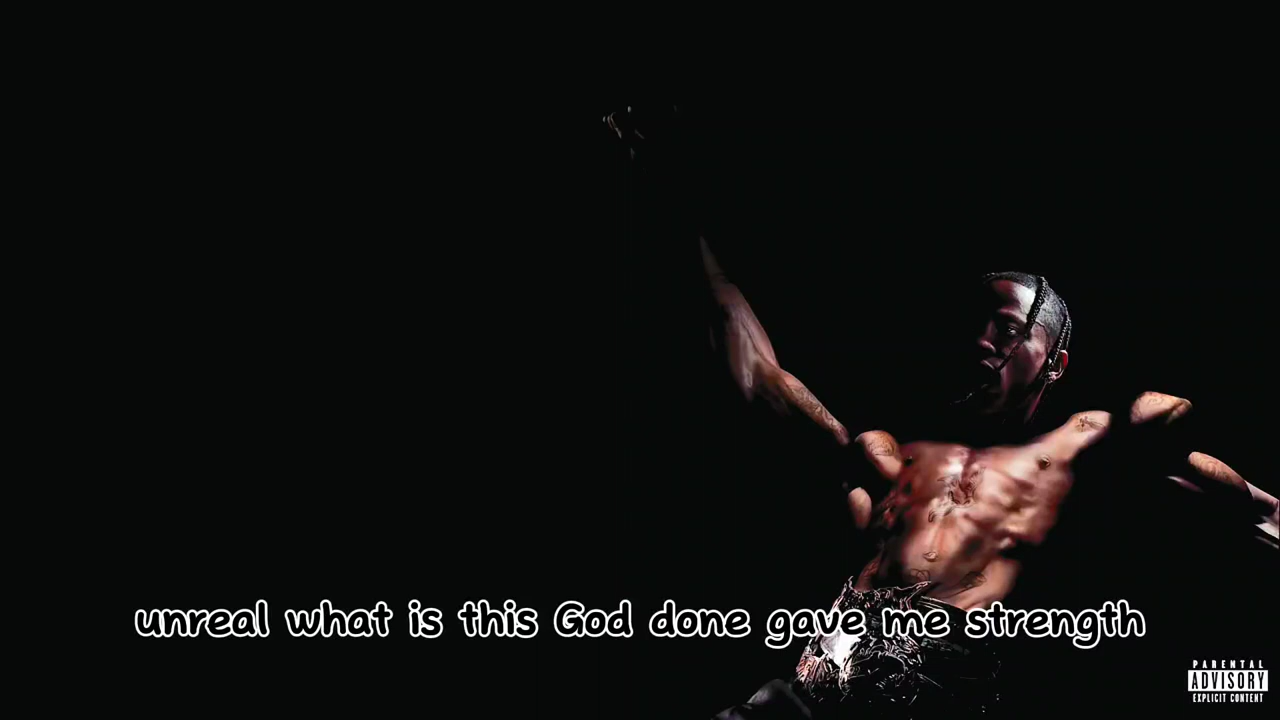 unreal what is this God done gave me strength
PARENTAL
ADVISORY
EXPLICIT CONTENT